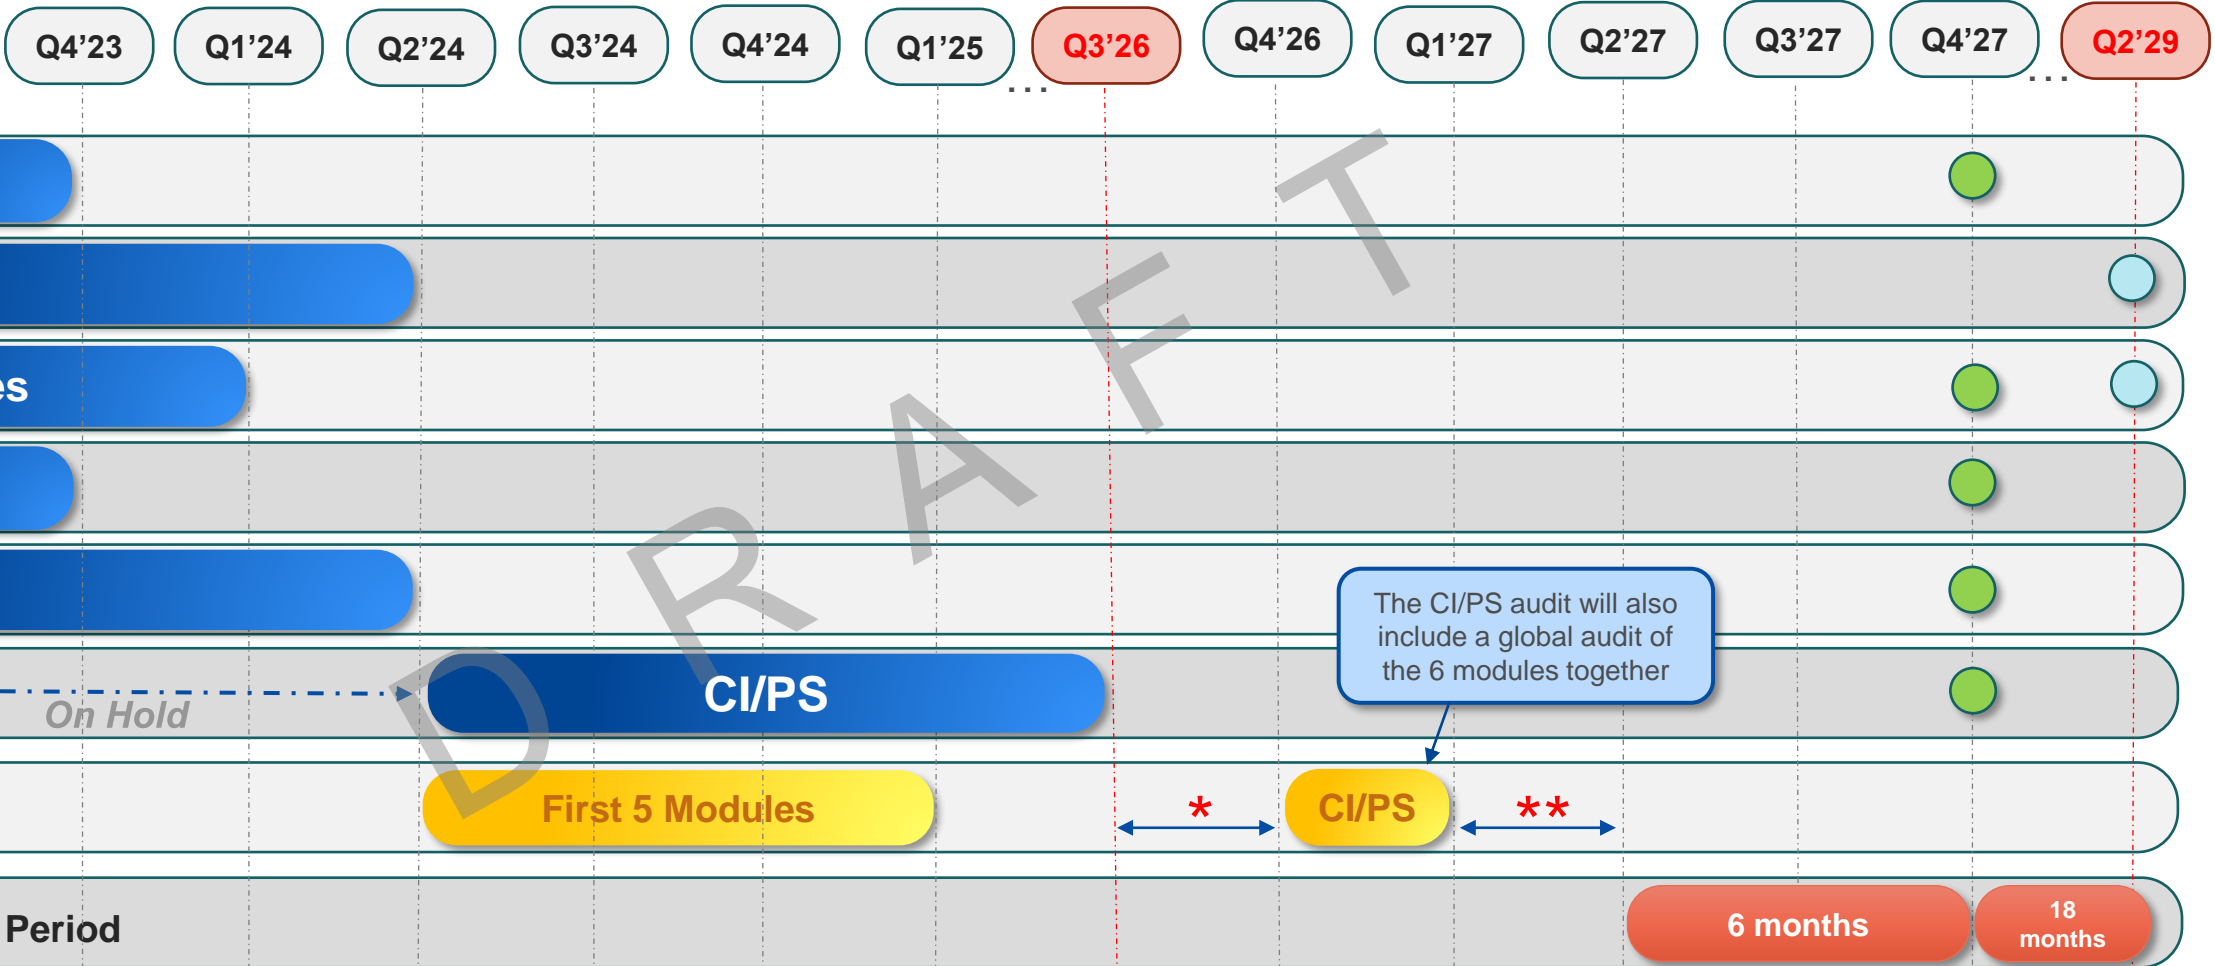 Q4’23 Q1’24 Q2’24 Q3’24 Q4’24 Q1’25 ... Q3’26 Q4’26 Q1’27 Q2’27 Q3’27 Q4’27 ... Q2’29
es
DRAFT
The CI/PS audit will also
include a global audit of
the 6 modules together
On Hold
CI/PS
First 5 Modules
*
CI/PS
**
Period
6 months
18
months